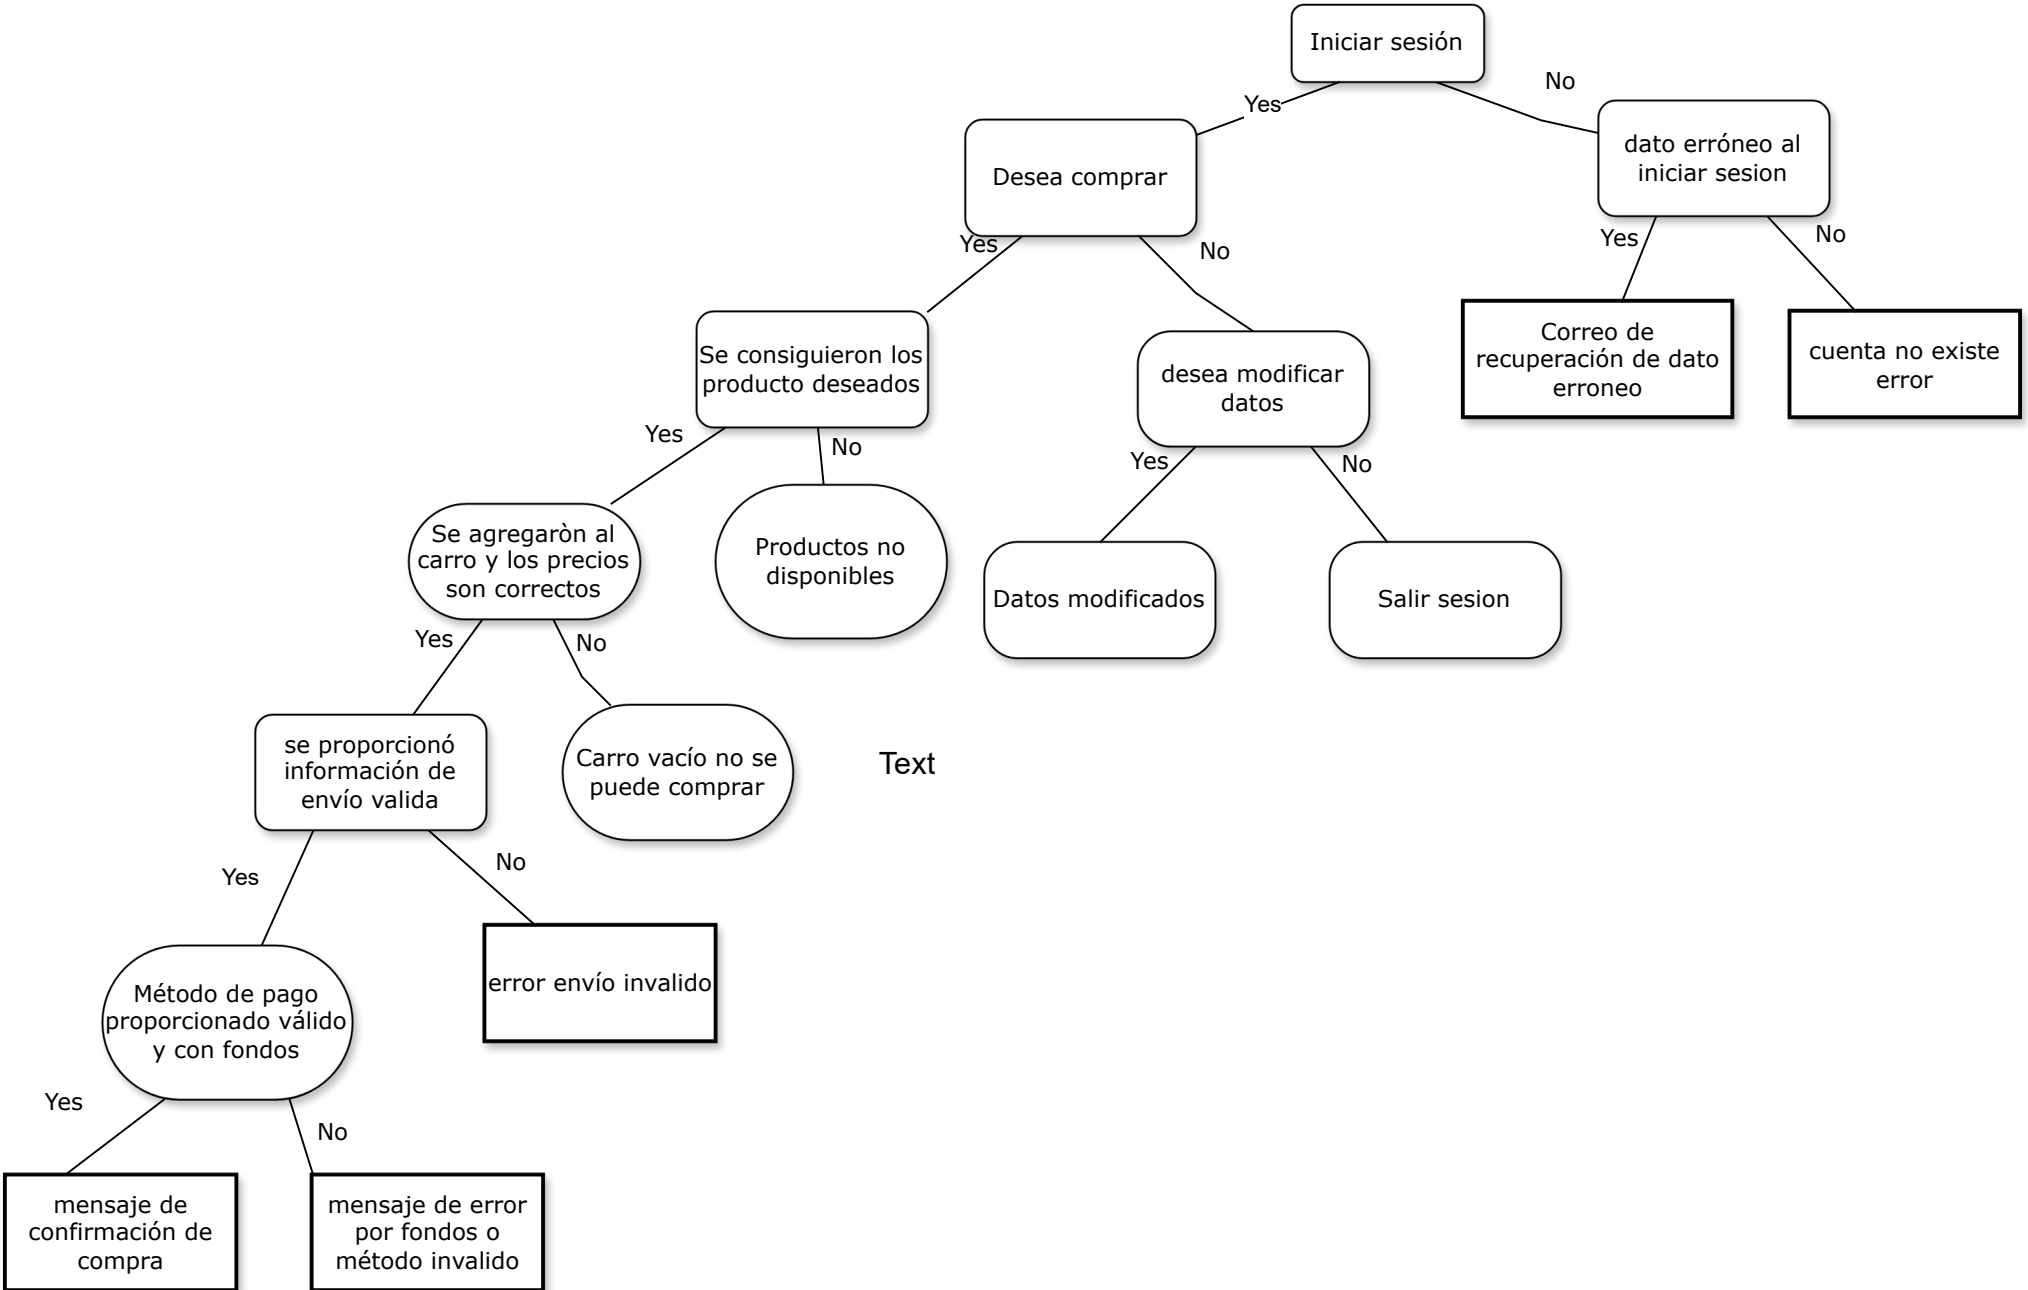 Iniciar sesión
No
Yes
dato erróneo al
iniciar sesion
Desea comprar
Yes
No
Yes
No
Correo de
recuperación de dato
erroneo
cuenta no existe
error
Se consiguieron los
producto deseados
desea modificar
datos
Yes
No
Yes
No
Se agregaròn al
carro y los precios
son correctos
Productos no
disponibles
Datos modificados
Salir sesion
Yes
No
se proporcionó
información de
envío valida
Carro vacío no se
puede comprar
Text
Yes
No
error envío invalido
Método de pago
proporcionado válido
y con fondos
Yes
No
mensaje de
confirmación de
compra
mensaje de error
por fondos o
método invalido